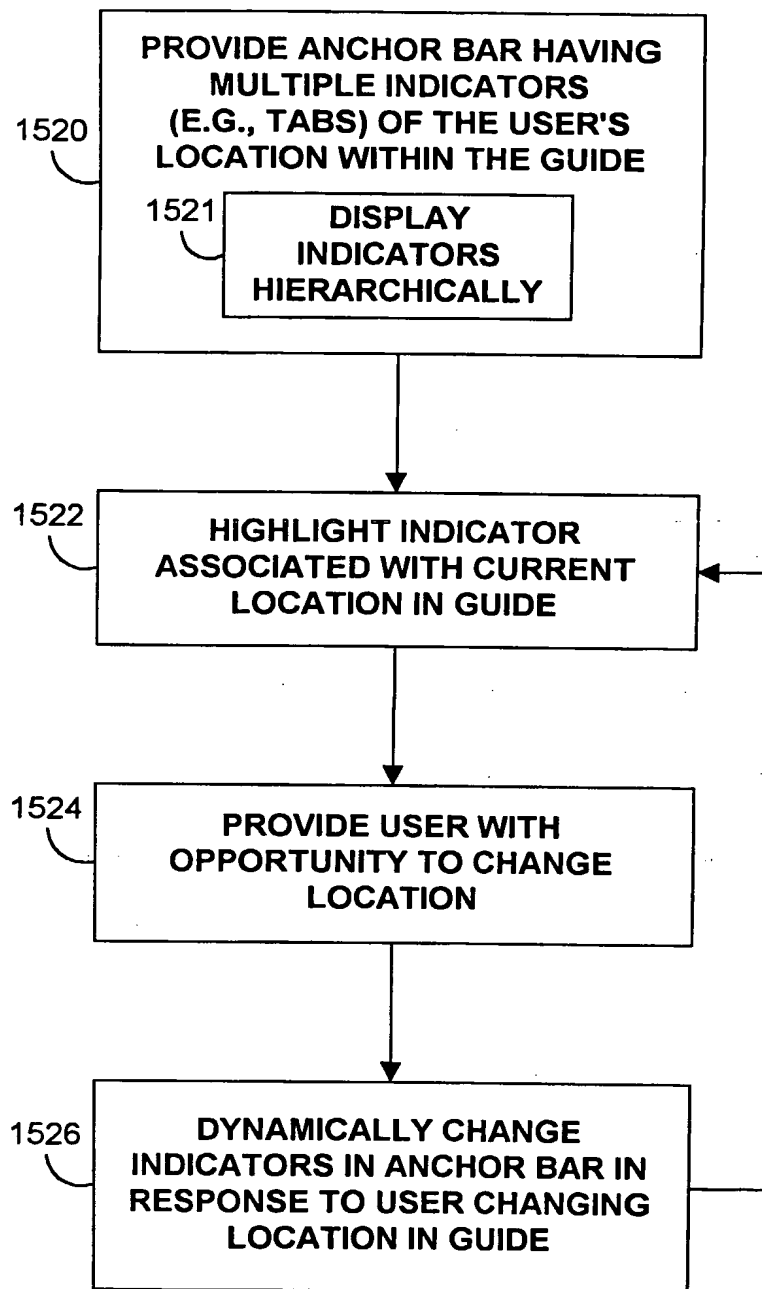 PROVIDE ANCHOR BAR HAVING
MULTIPLE INDICATORS
(E.G., TABS) OF THE USER'S
LOCATION WITHIN THE GUIDE
1520
1521
DISPLAY
INDICATORS
HIERARCHICALLY
1522
HIGHLIGHT INDICATOR
ASSOCIATED WITH CURRENT
LOCATION IN GUIDE
1524
PROVIDE USER WITH
OPPORTUNITY TO CHANGE
LOCATION
1526
DYNAMICALLY CHANGE
INDICATORS IN ANCHOR BAR IN
RESPONSE TO USER CHANGING
LOCATION IN GUIDE